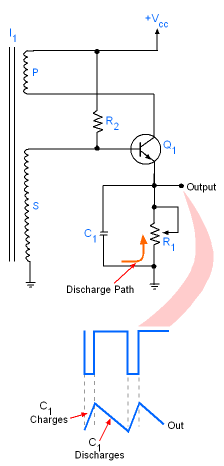 +Vcc
I1
P
R2
Q1
S
Output
C1
R1
Discharge Path
C1
Charges
Out
C1
Discharges